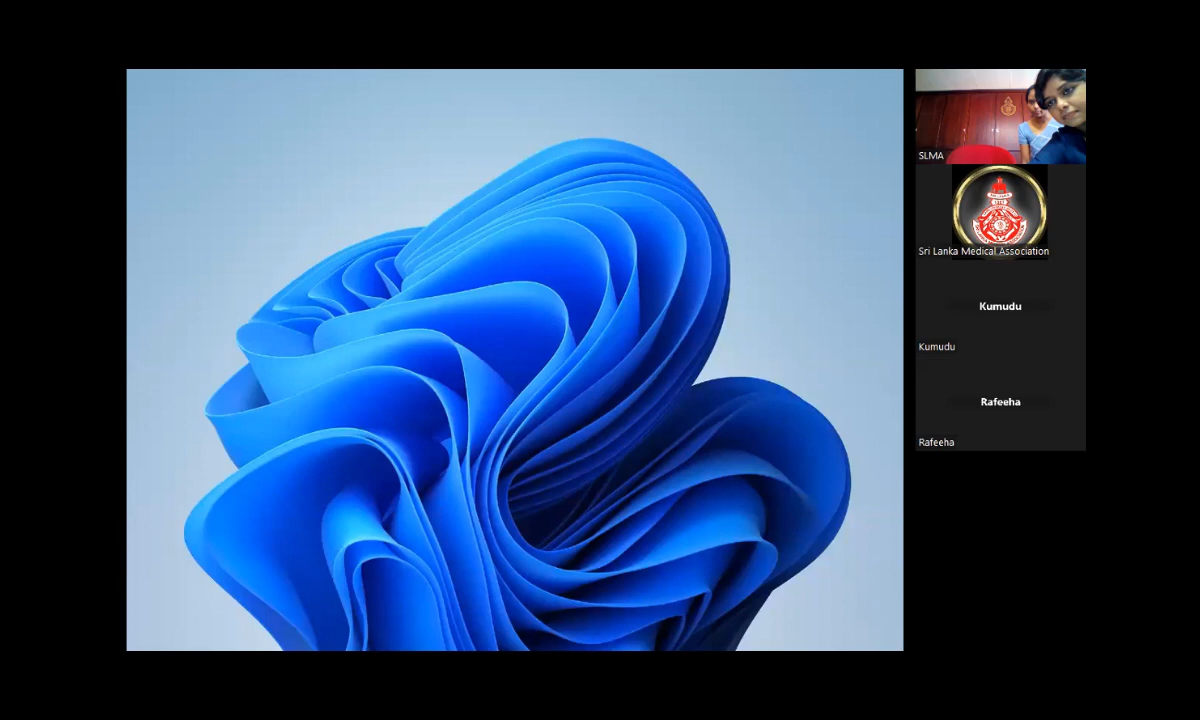 SLMA
Sri Lanka Medical Association
Kumudu
Kumudu
Rafeeha
Rafeeha